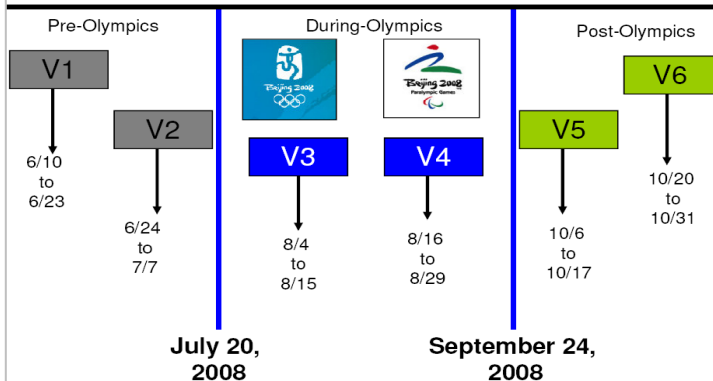 Pre-Olympics
During-Olympics
Post-Olympics
V1
V2
V3
V4
V5
V6
Beijing 2008
Beijing 2008
Paralympic Games
6/10
to
6/23
6/24
to
7/7
8/4
to
8/15
8/16
to
8/29
10/6
to
10/17
10/20
to
10/31
July 20,
2008
September 24,
2008